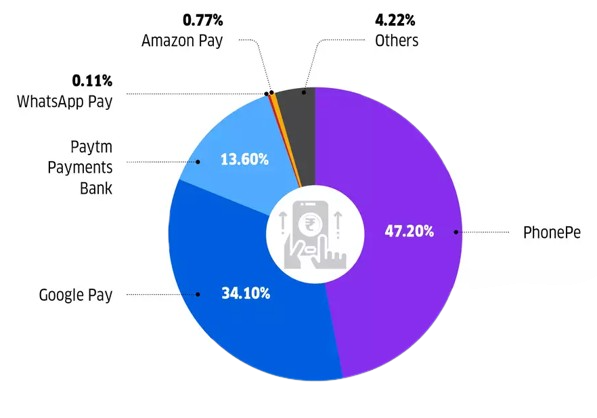 0.77%
Amazon Pay
4.22%
Others
0.11%
WhatsApp Pay
Paytm
Payments
Bank
13.60%
47.20%
PhonePe
Google Pay
34.10%
₹